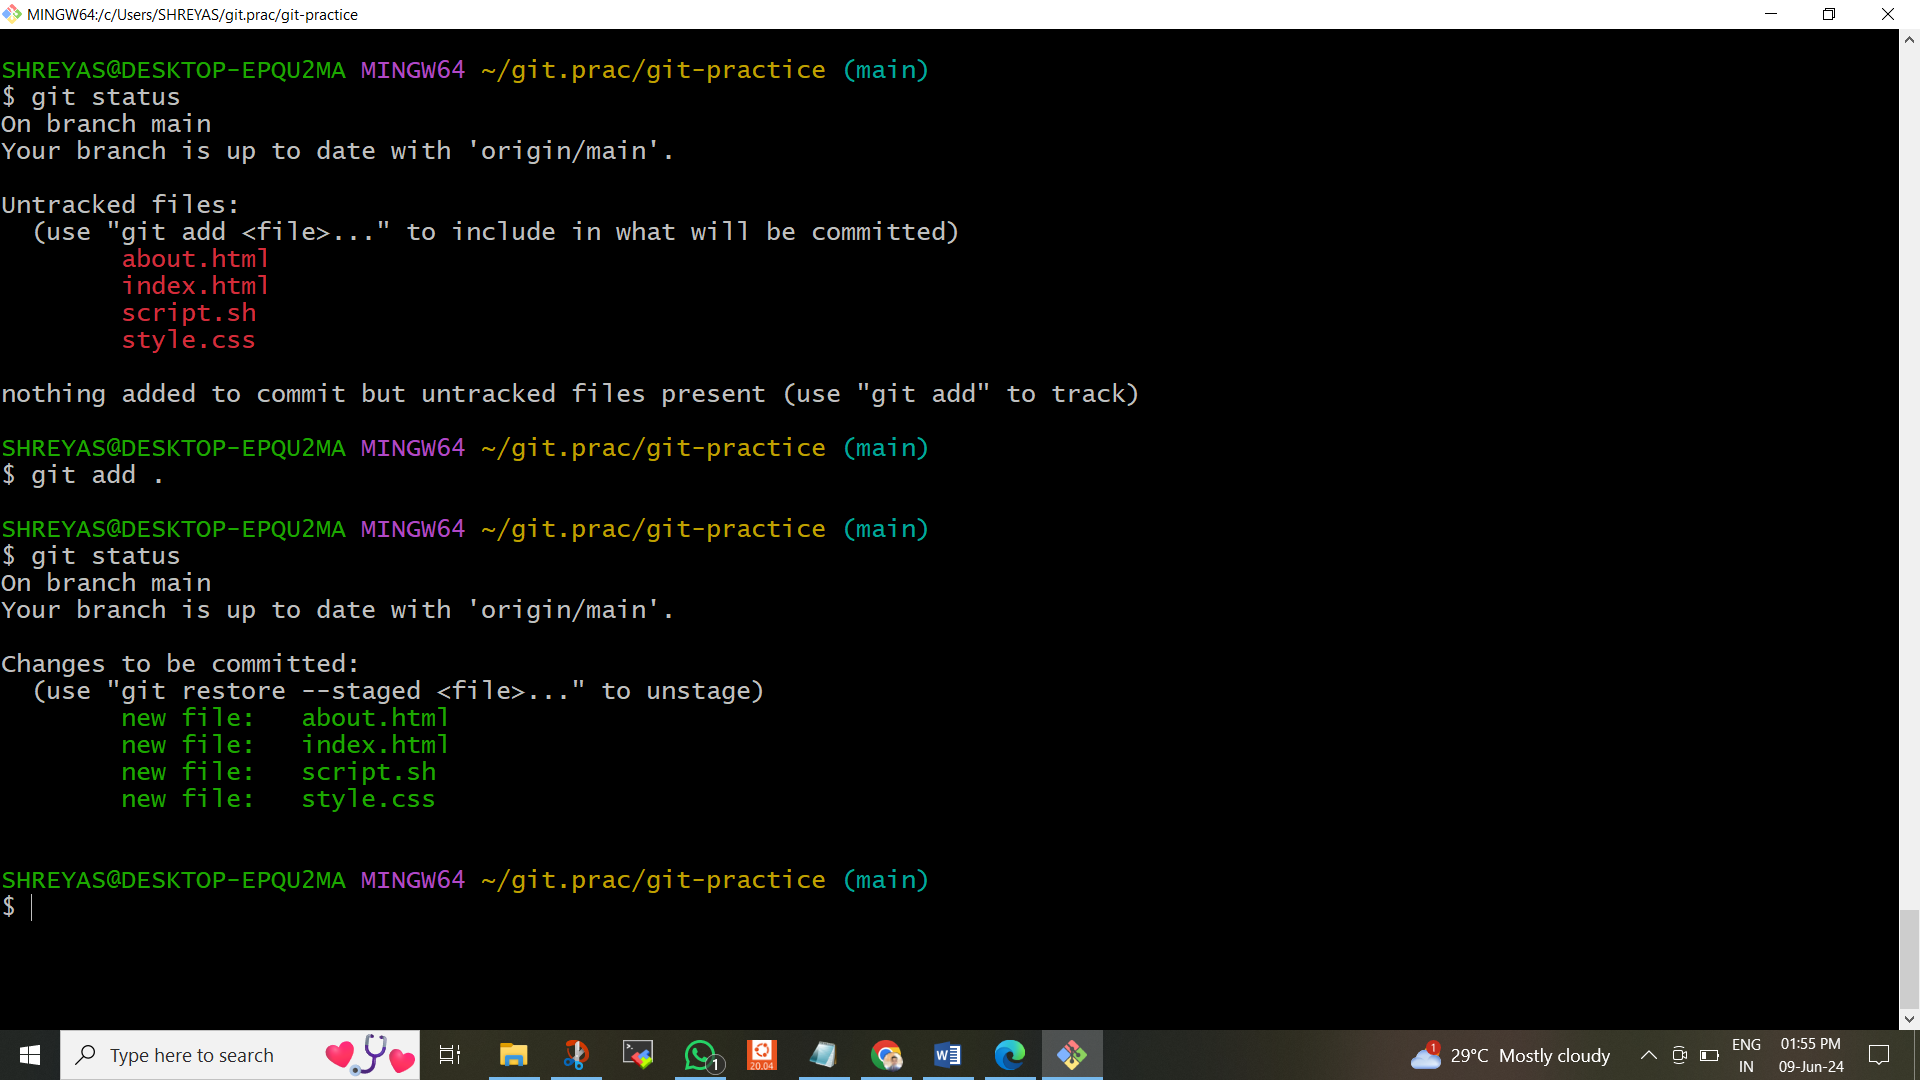 MINGW64:/c/Users/SHREYAS/git.prac/git-practice
SHREYAS@DESKTOP-EPQU2MA MINGW64 ~/git.prac/git-practice (main)
$ git status
On branch main
Your branch is up to date with 'origin/main'.
Untracked files:
(use "git add <file>..." to include in what will be committed)
about.html
index.html
script.sh
style.css
nothing added to commit but untracked files present (use "git add" to track)
SHREYAS@DESKTOP-EPQU2MA MINGW64 ~/git.prac/git-practice (main)
$ git add .
SHREYAS@DESKTOP-EPQU2MA MINGW64 ~/git.prac/git-practice (main)
$ git status
On branch main
Your branch is up to date with 'origin/main'.
Changes to be committed:
(use "git restore --staged <file>..." to unstage)
new file:   about.html
new file:   index.html
new file:   script.sh
new file:   style.css
SHREYAS@DESKTOP-EPQU2MA MINGW64 ~/git.prac/git-practice (main)
$
Type here to search
1
20.04
W
1
29°C Mostly cloudy
ENG
IN
01:55 PM
09-Jun-24